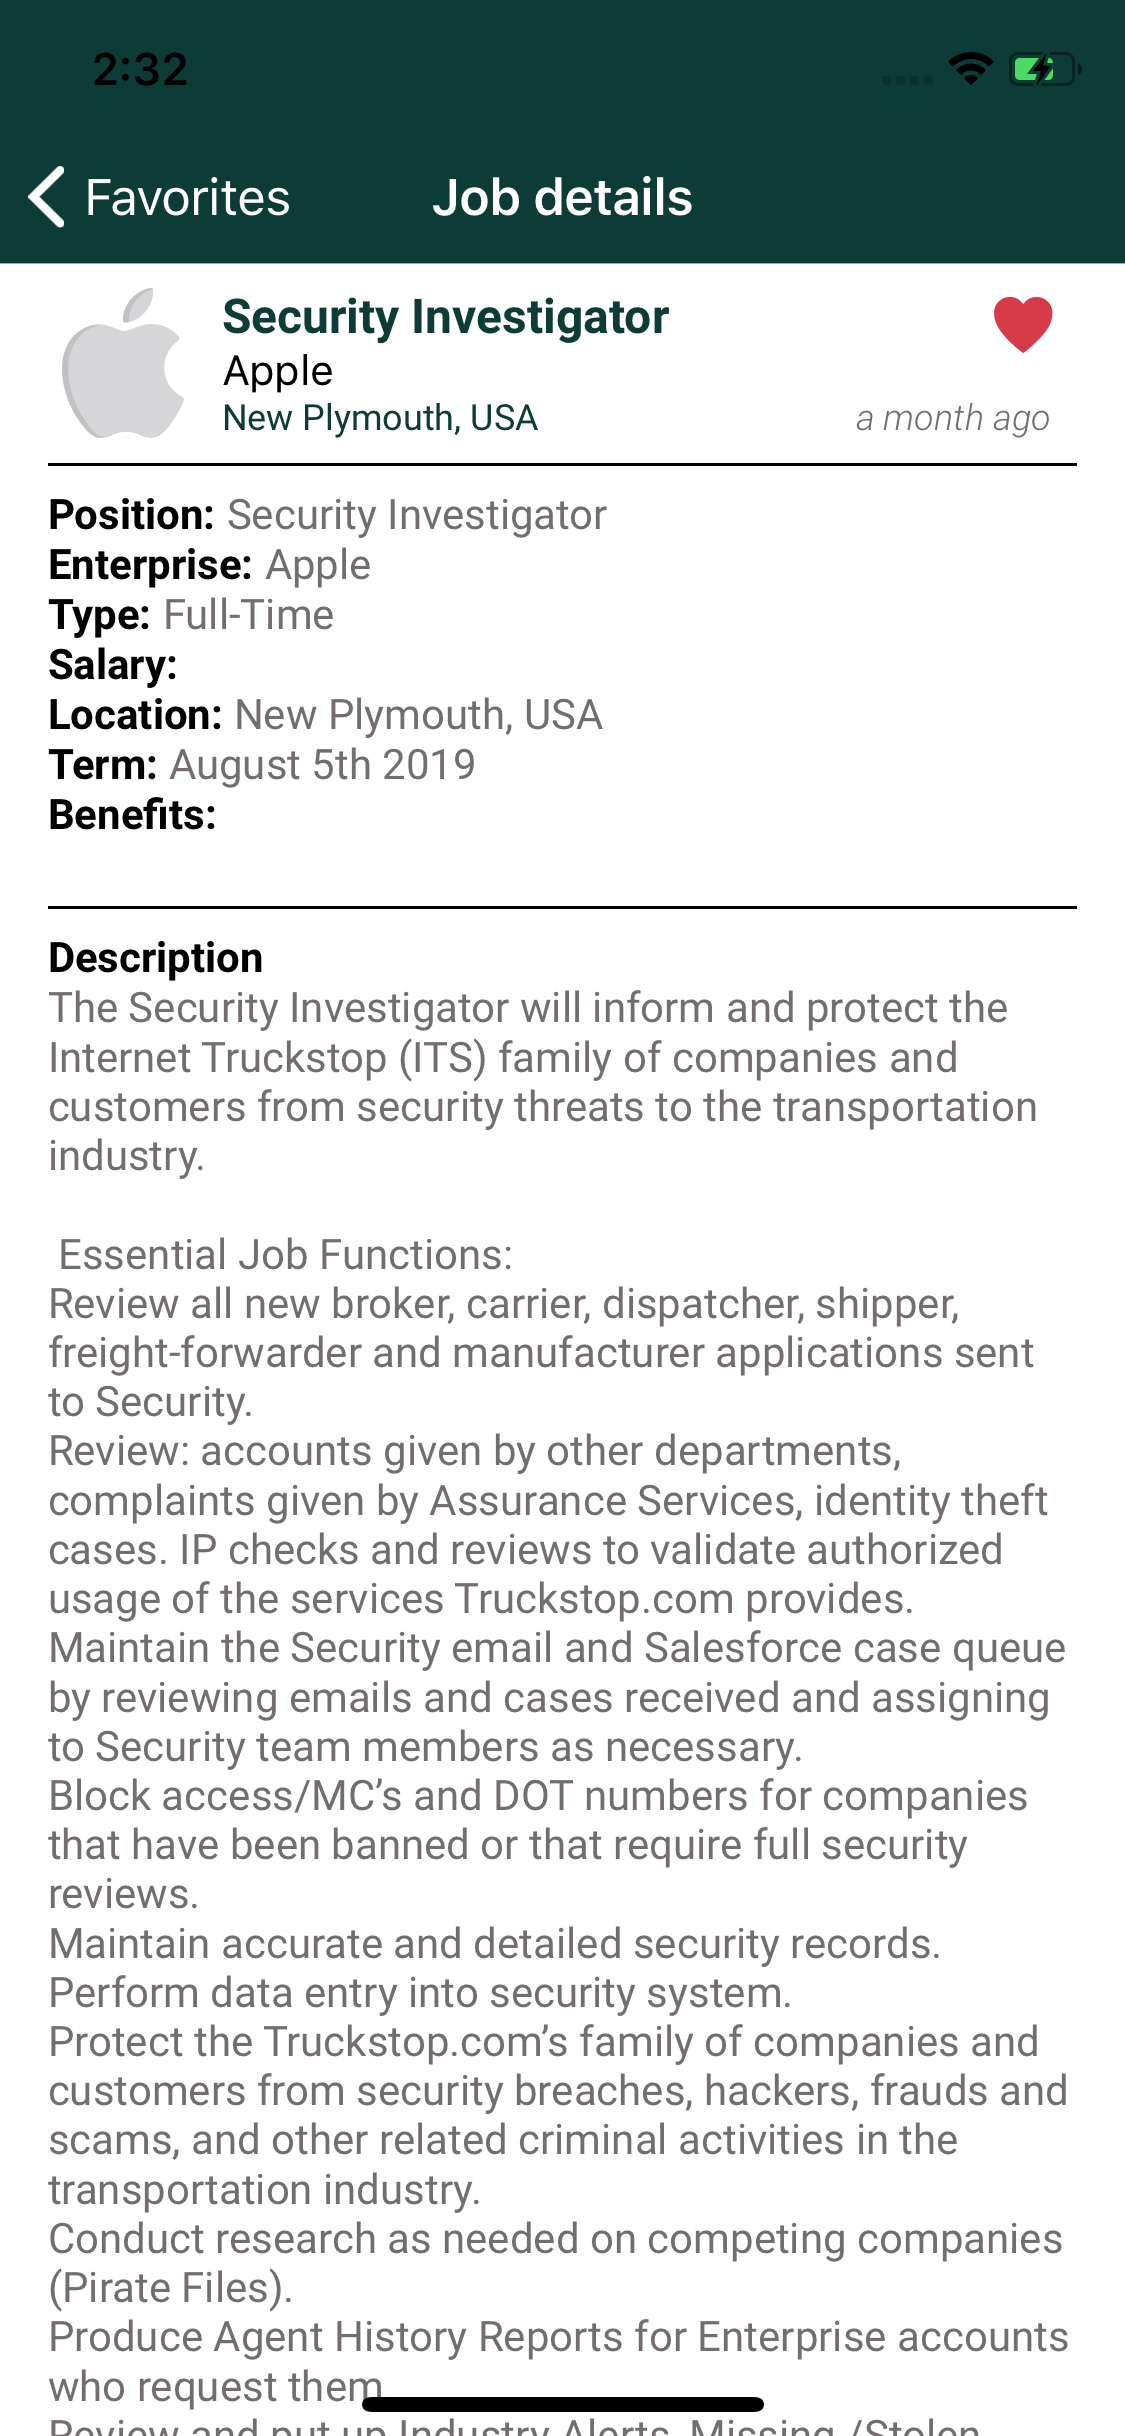 2:32
Favorites
Job details
Security Investigator
Apple
New Plymouth, USA
a month ago
Position: Security Investigator
Enterprise: Apple
Type: Full-Time
Salary:
Location: New Plymouth, USA
Term: August 5th 2019
Benefits:
Description
The Security Investigator will inform and protect the
Internet Truckstop (ITS) family of companies and
customers from security threats to the transportation
industry.
Essential Job Functions:
Review all new broker, carrier, dispatcher, shipper,
freight-forwarder and manufacturer applications sent
to Security.
Review: accounts given by other departments,
complaints given by Assurance Services, identity theft
cases. IP checks and reviews to validate authorized
usage of the services Truckstop.com provides.
Maintain the Security email and Salesforce case queue
by reviewing emails and cases received and assigning
to Security team members as necessary.
Block access/MC’s and DOT numbers for companies
that have been banned or that require full security
reviews.
Maintain accurate and detailed security records.
Perform data entry into security system.
Protect the Truckstop.com’s family of companies and
customers from security breaches, hackers, frauds and
scams, and other related criminal activities in the
transportation industry.
Conduct research as needed on competing companies
(Pirate Files).
Produce Agent History Reports for Enterprise accounts
who request them
Review and put up Industry Alerts, Missing /Stolen